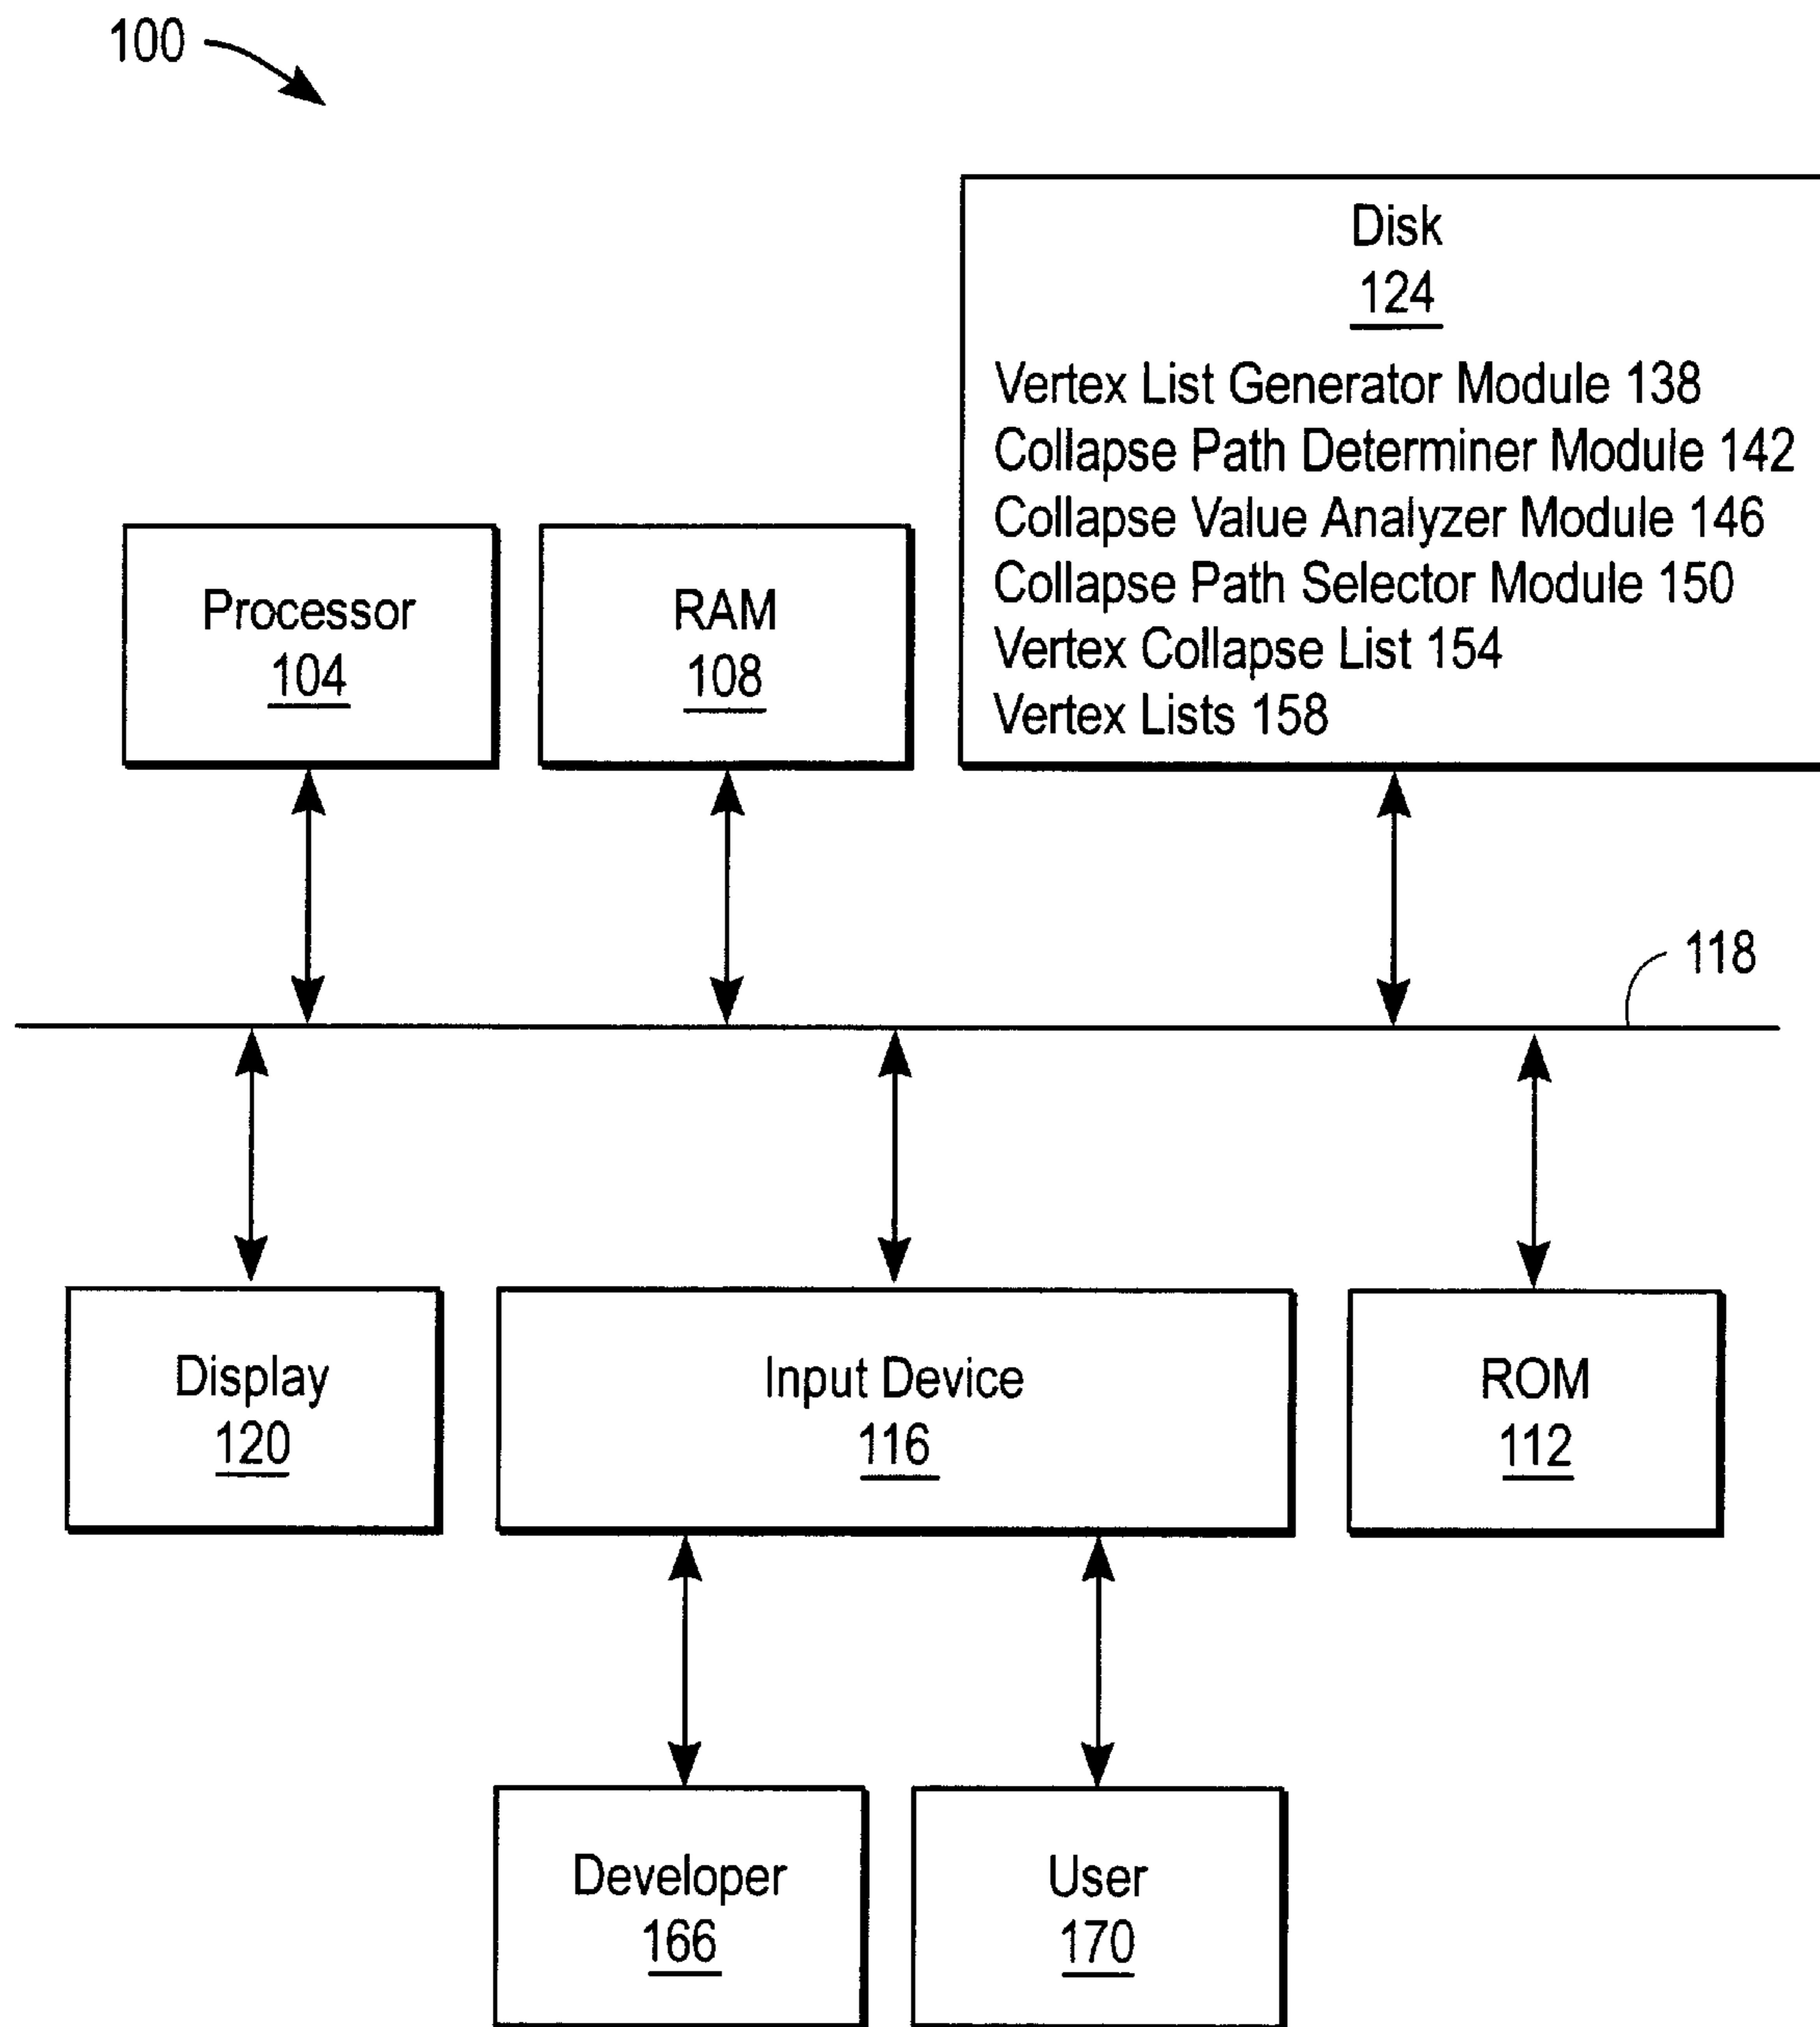 100
Disk
124
Vertex List Generator Module 138
Collapse Path Determiner Module 142
Collapse Value Analyzer Module 146
Collapse Path Selector Module 150
Vertex Collapse List 154
Vertex Lists 158
Processor
104
RAM
108
118
Display
120
Input Device
116
ROM
112
Developer
166
User
170